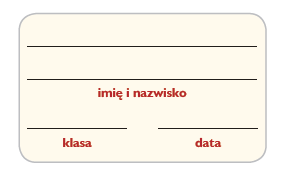 imię i nazwisko
klasa data